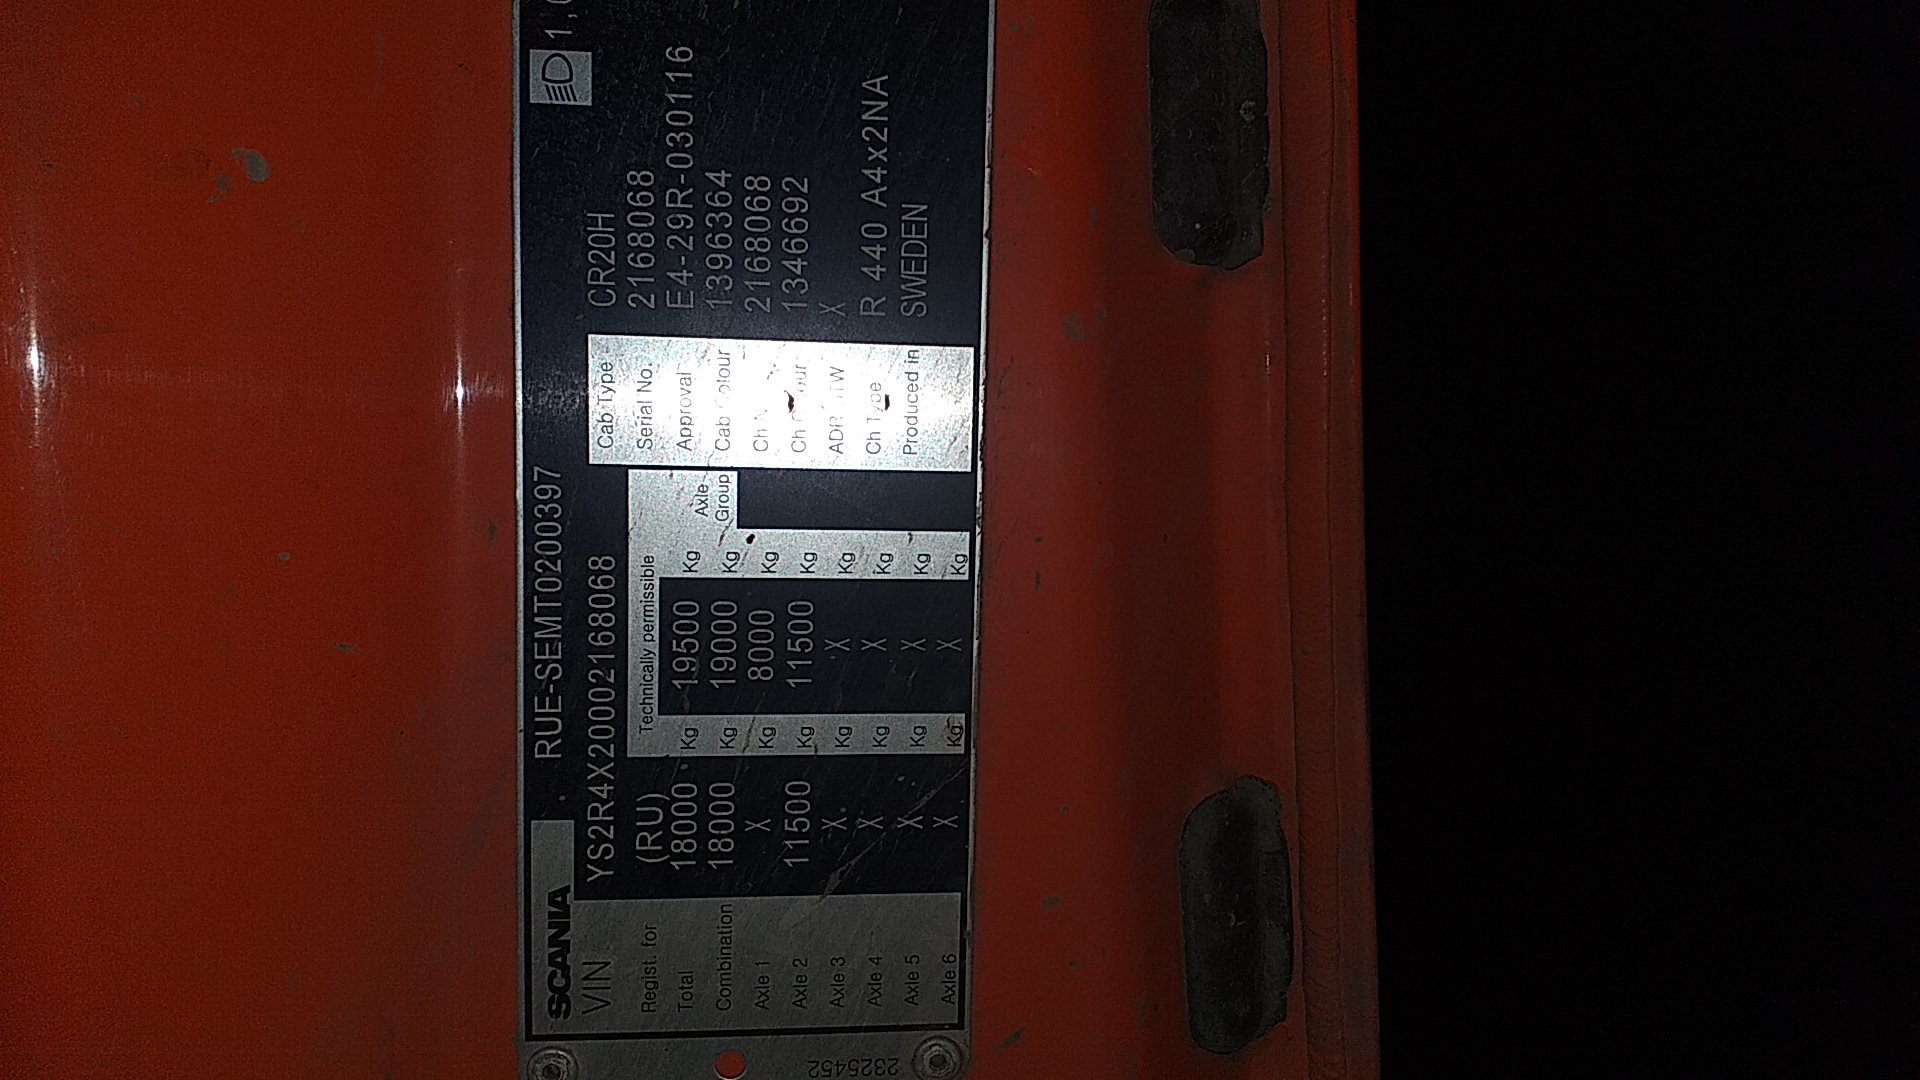 SCANIA RUE-SEMT0200397
VIN YS2R4X20002168068
Regist. for (RU) Technically permissible
Total 18000 Kg 19500 Kg Axle
Combination 18000 Kg 19000 Kg Group
Axle 1 X Kg 8000 Kg
Axle 2 11500 Kg 11500 Kg
Axle 3 X Kg X Kg
Axle 4 X Kg X Kg
Axle 5 X Kg X Kg
Axle 6 X Kg X Kg
Cab Type CR20H
Serial No. 2168068
Approval E4-29R-030116
Cab Colour 1396364
Ch 2168068
Ch 1346692
ADR X
Ch Type R 440 A4x2NA
Produced in SWEDEN
2325452